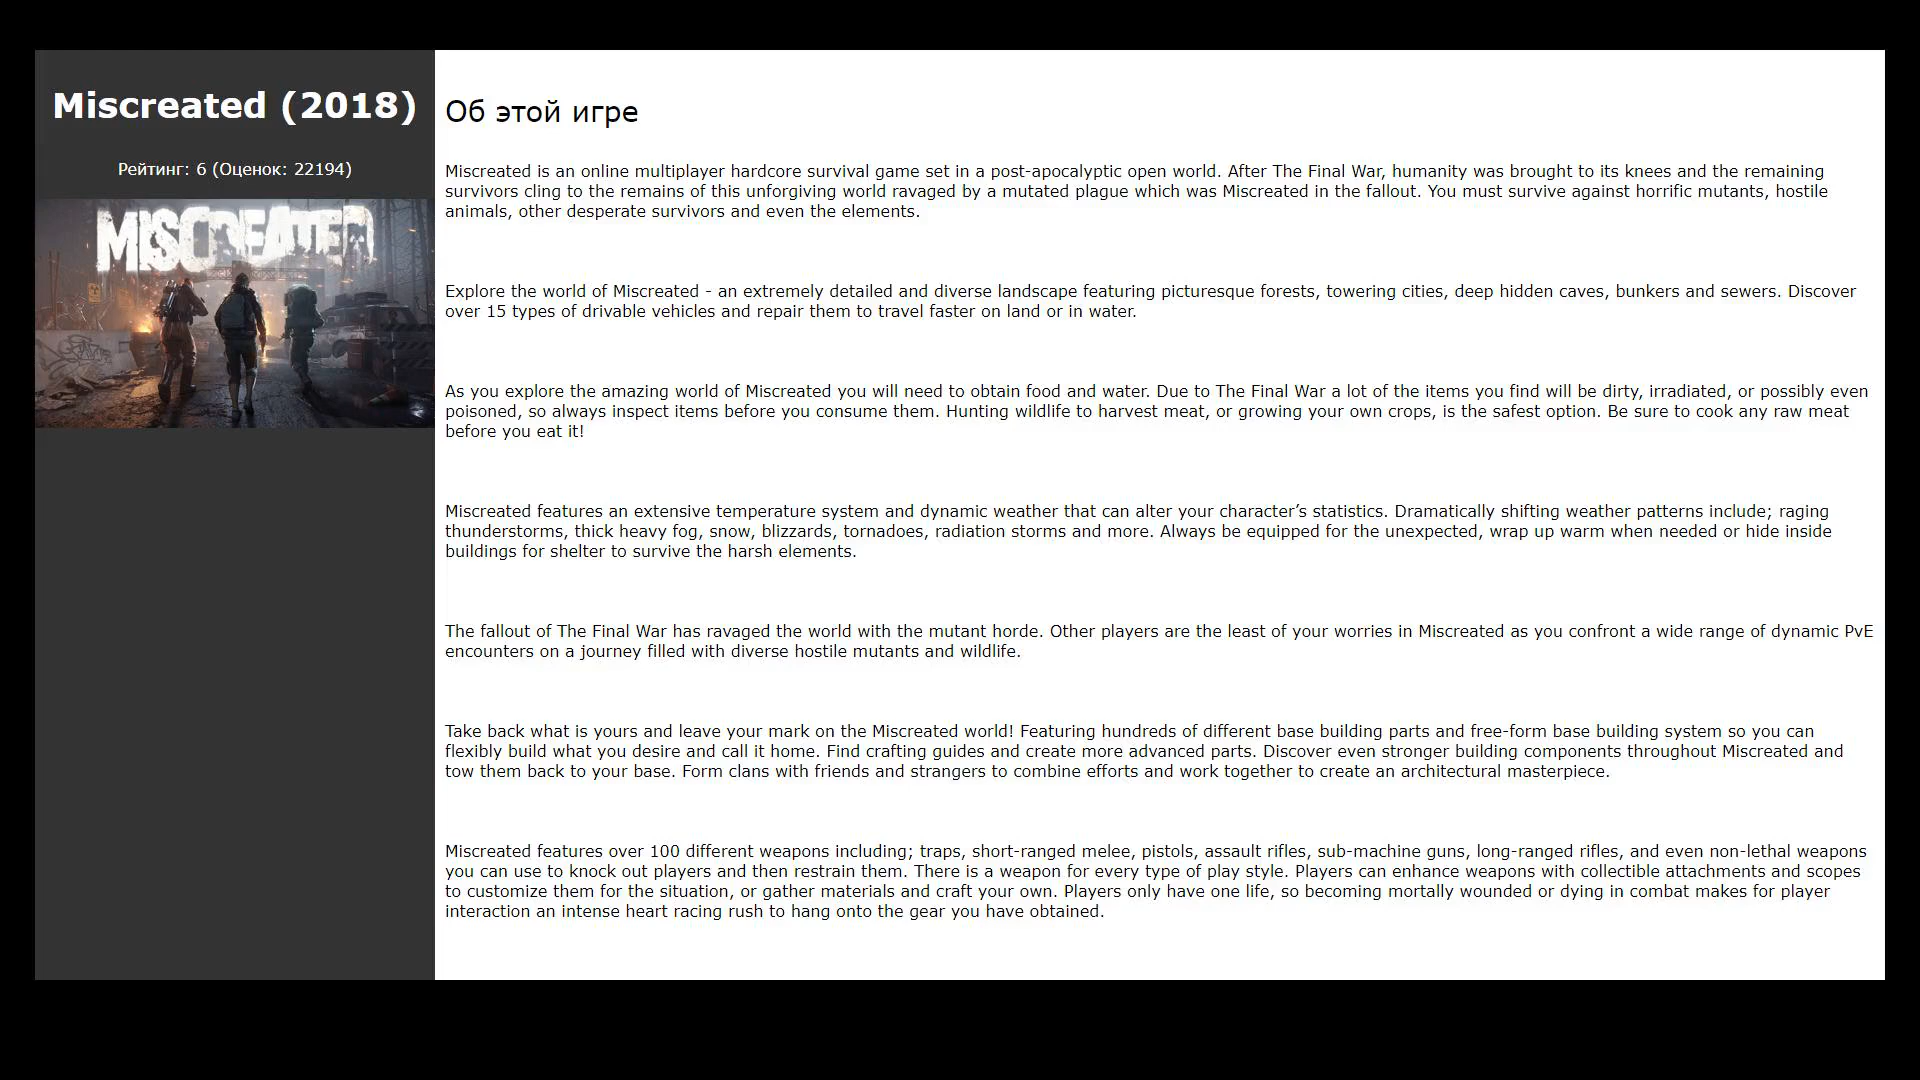 Miscreated (2018)
Рейтинг: 6 (Оценок: 22194)
MISCREATED
Об этой игре
Miscreated is an online multiplayer hardcore survival game set in a post-apocalyptic open world. After The Final War, humanity was brought to its knees and the remaining
survivors cling to the remains of this unforgiving world ravaged by a mutated plague which was Miscreated in the fallout. You must survive against horrific mutants, hostile
animals, other desperate survivors and even the elements.
Explore the world of Miscreated - an extremely detailed and diverse landscape featuring picturesque forests, towering cities, deep hidden caves, bunkers and sewers. Discover
over 15 types of drivable vehicles and repair them to travel faster on land or in water.
As you explore the amazing world of Miscreated you will need to obtain food and water. Due to The Final War a lot of the items you find will be dirty, irradiated, or possibly even
poisoned, so always inspect items before you consume them. Hunting wildlife to harvest meat, or growing your own crops, is the safest option. Be sure to cook any raw meat
before you eat it!
Miscreated features an extensive temperature system and dynamic weather that can alter your character’s statistics. Dramatically shifting weather patterns include; raging
thunderstorms, thick heavy fog, snow, blizzards, tornadoes, radiation storms and more. Always be equipped for the unexpected, wrap up warm when needed or hide inside
buildings for shelter to survive the harsh elements.
The fallout of The Final War has ravaged the world with the mutant horde. Other players are the least of your worries in Miscreated as you confront a wide range of dynamic PvE
encounters on a journey filled with diverse hostile mutants and wildlife.
Take back what is yours and leave your mark on the Miscreated world! Featuring hundreds of different base building parts and free-form base building system so you can
flexibly build what you desire and call it home. Find crafting guides and create more advanced parts. Discover even stronger building components throughout Miscreated and
tow them back to your base. Form clans with friends and strangers to combine efforts and work together to create an architectural masterpiece.
Miscreated features over 100 different weapons including; traps, short-ranged melee, pistols, assault rifles, sub-machine guns, long-ranged rifles, and even non-lethal weapons
you can use to knock out players and then restrain them. There is a weapon for every type of play style. Players can enhance weapons with collectible attachments and scopes
to customize them for the situation, or gather materials and craft your own. Players only have one life, so becoming mortally wounded or dying in combat makes for player
interaction an intense heart racing rush to hang onto the gear you have obtained.